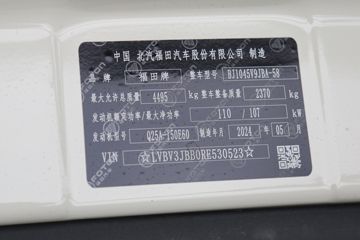 中国 北汽福田汽车股份有限公司 制造
品牌 福田牌 整车型号 BJ1045V9JBA-58
最大允许总质量 4495 kg 整车整备质量 2370 kg
发动机额定功率/最大净功率 110 / 107 kW
发动机型号 Q25A-150E60 制造年月 2024 年 05 月
VIN ☆LVBV3JBB0RE530523☆